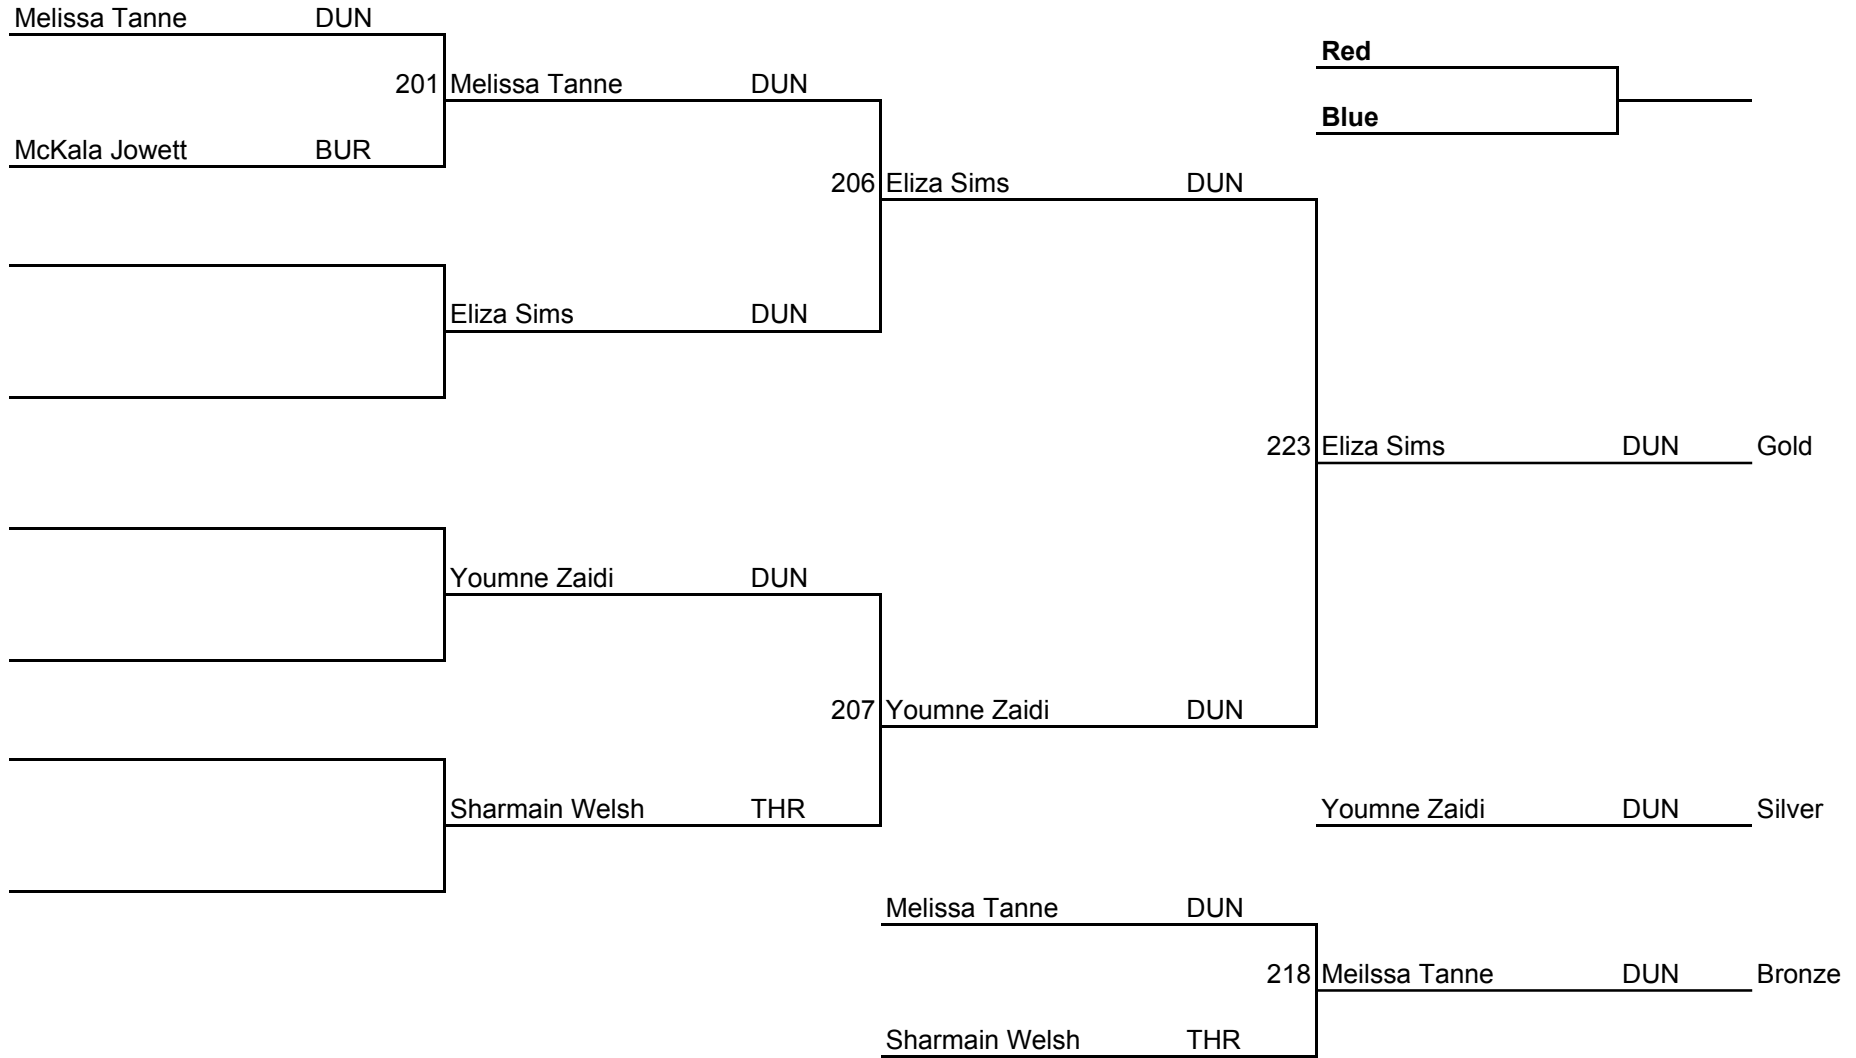 Melissa Tanne DUN
Red
201 Melissa Tanne DUN
Blue
McKala Jowett BUR
206 Eliza Sims DUN
Eliza Sims DUN
223 Eliza Sims DUN Gold
Youmne Zaidi DUN
207 Youmne Zaidi DUN
Sharmain Welsh THR Youmne Zaidi DUN Silver
Melissa Tanne DUN
218 Meilssa Tanne DUN Bronze
Sharmain Welsh THR